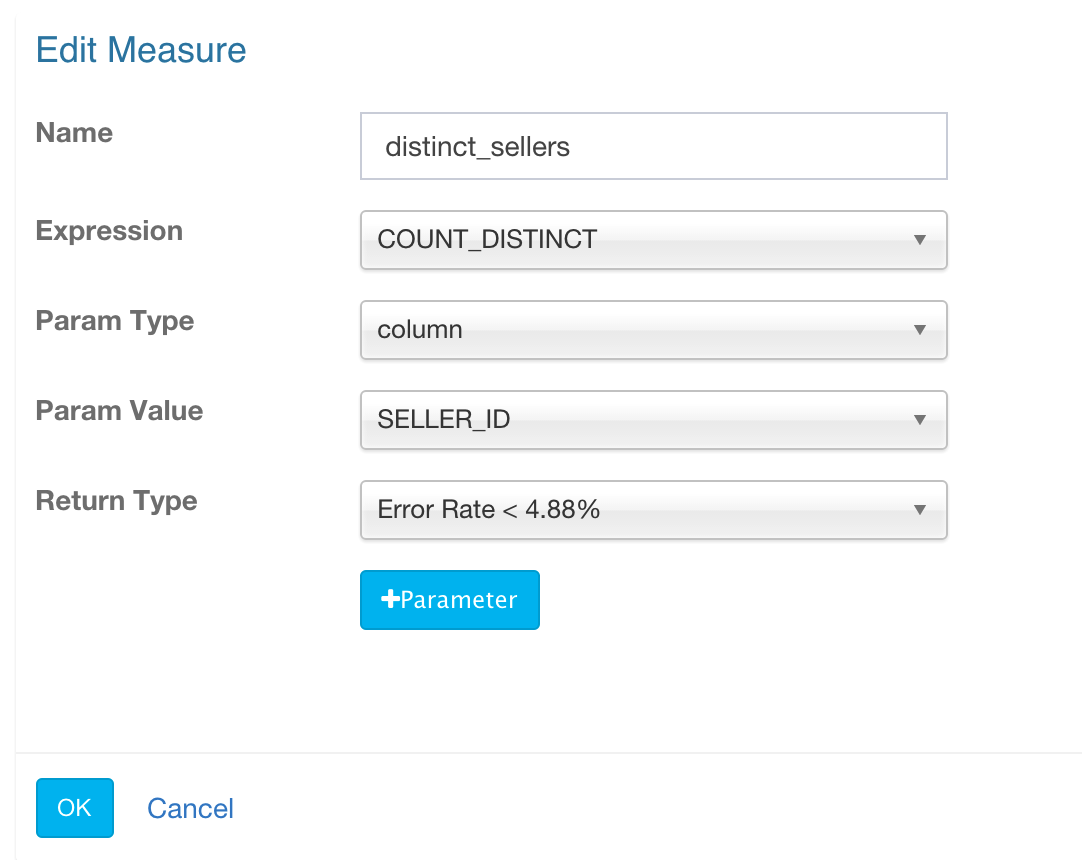 Edit Measure
Name
distinct_sellers
Expression
COUNT_DISTINCT
Param Type
column
Param Value
SELLER_ID
Return Type
Error Rate < 4.88%
+Parameter
OK
Cancel